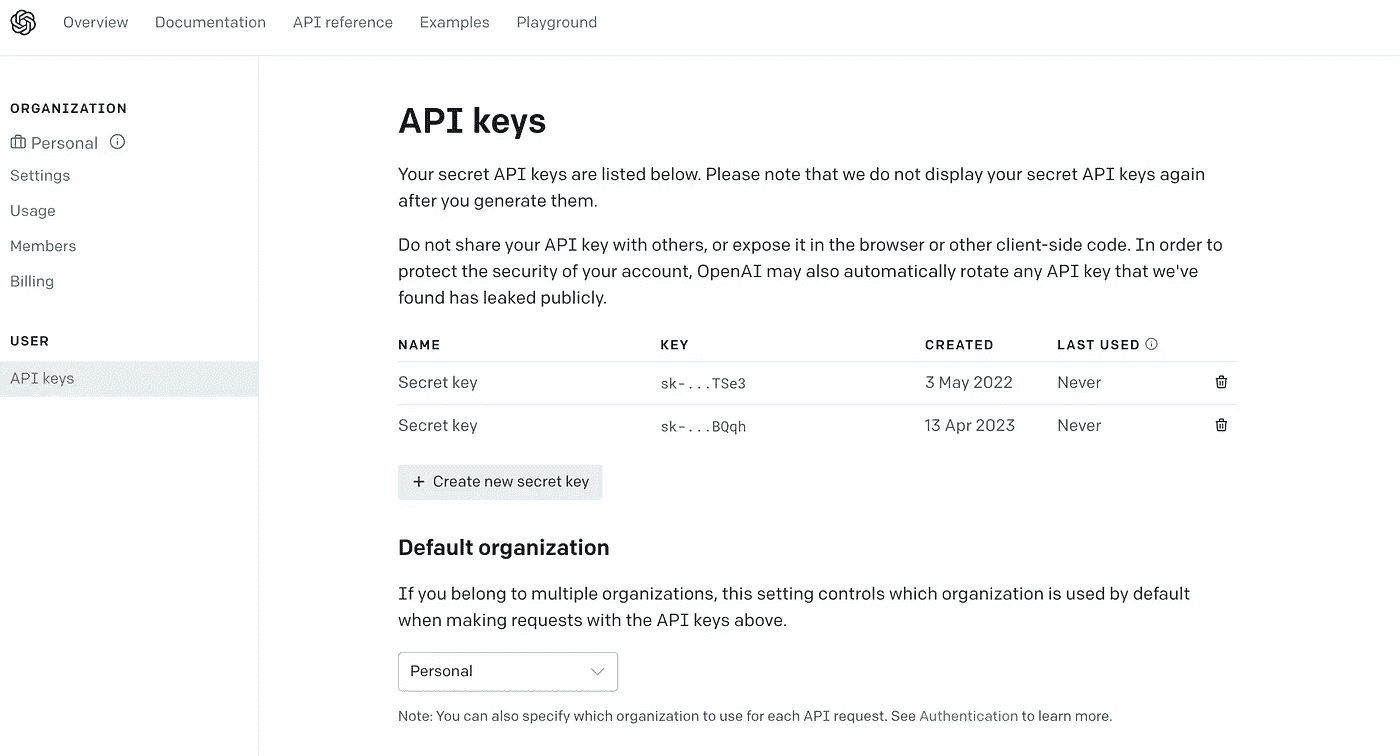 Overview Documentation API reference Examples Playground
ORGANIZATION
Personal
Settings
Usage
Members
Billing
USER
API keys
API keys
Your secret API keys are listed below. Please note that we do not display your secret API keys again
after you generate them.
Do not share your API key with others, or expose it in the browser or other client-side code. In order to
protect the security of your account, OpenAI may also automatically rotate any API key that we've
found has leaked publicly.
NAME KEY CREATED LAST USED
Secret key sk-...TSe3 3 May 2022 Never
Secret key sk-...BQqh 13 Apr 2023 Never
+ Create new secret key
Default organization
If you belong to multiple organizations, this setting controls which organization is used by default
when making requests with the API keys above.
Personal
Note: You can also specify which organization to use for each API request. See Authentication to learn more.